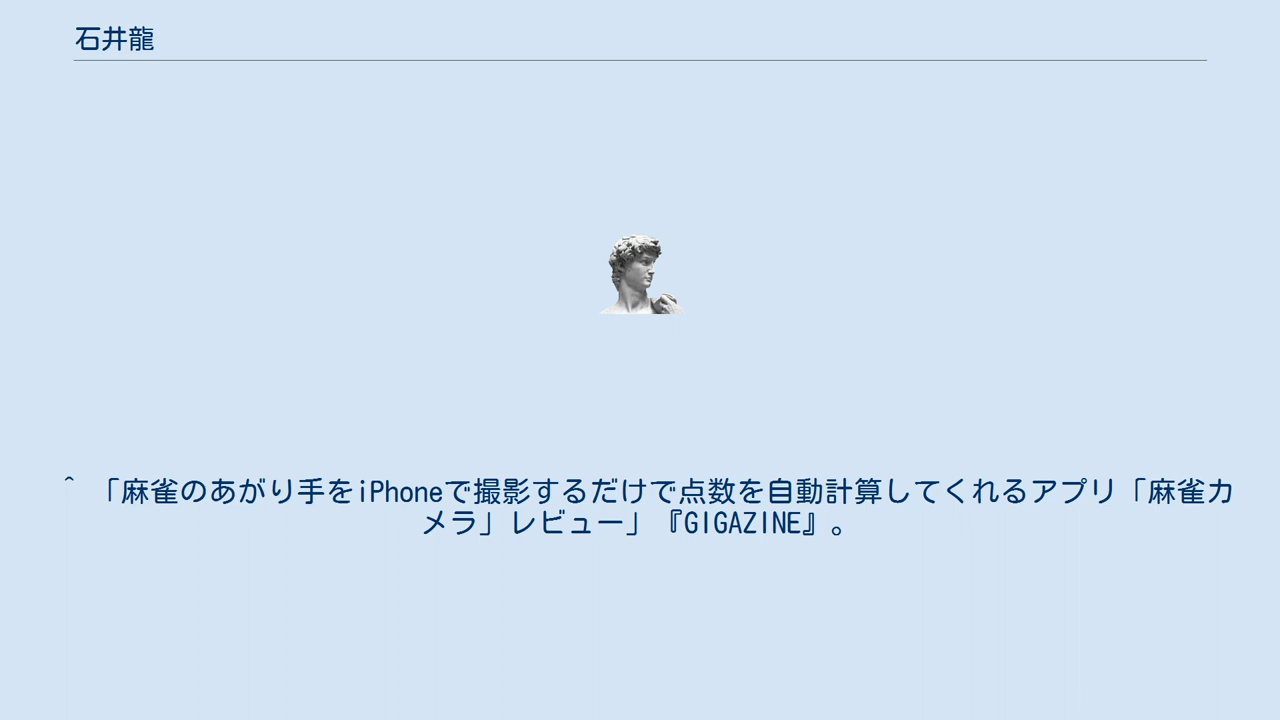 石井龍
^ 「麻雀のあがり手をiPhoneで撮影するだけで点数を自動計算してくれるアプリ「麻雀カ
メラ」レビュー」『GIGAZINE』。